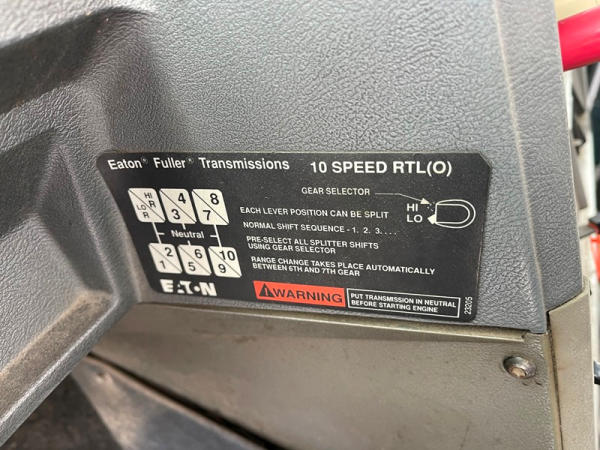 Eaton® Fuller® Transmissions 10 SPEED RTL(O)
GEAR SELECTOR
HI
LO
HI R
LO R
4
3
8
7
Neutral
2
1
6
5
10
9
EACH LEVER POSITION CAN BE SPLIT
NORMAL SHIFT SEQUENCE - 1. 2. 3. . . .
PRE-SELECT ALL SPLITTER SHIFTS
USING GEAR SELECTOR
RANGE CHANGE TAKES PLACE AUTOMATICALLY
BETWEEN 6TH AND 7TH GEAR
EATON
WARNING
PUT TRANSMISSION IN NEUTRAL
BEFORE STARTING ENGINE
23205